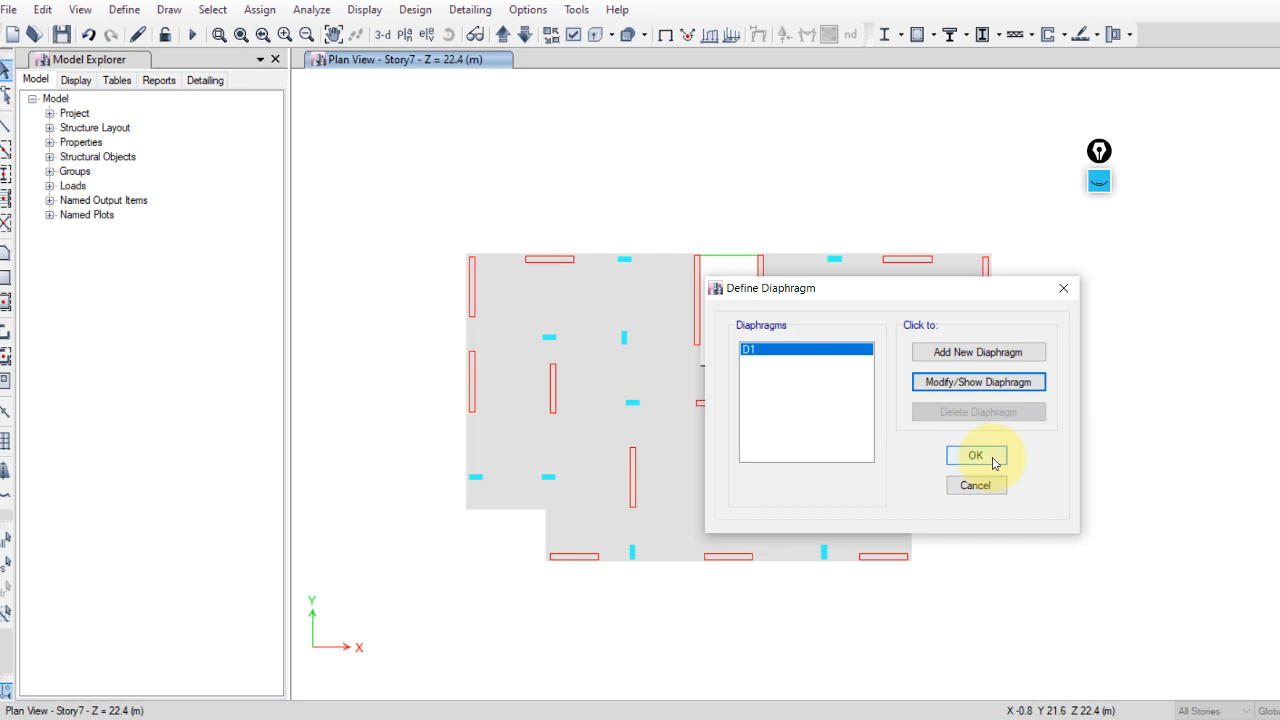 File Edit View Define Draw Select Assign Analyze Display Design Detailing Options Tools Help
3-d Plán elev nd
Model Explorer
Plan View - Story7 - Z = 22.4 (m)
Model Display Tables Reports Detailing
Model
Project
Structure Layout
Properties
Structural Objects
Groups
Loads
Named Output Items
Named Plots
Define Diaphragm
Diaphragms
D1
Click to:
Add New Diaphragm
Modify/Show Diaphragm
Delete Diaphragm
OK
Cancel
Y
X
Plan View - Story7 - Z = 22.4 (m)
X -0.8 Y 21.6 Z 22.4 (m)
All Stories